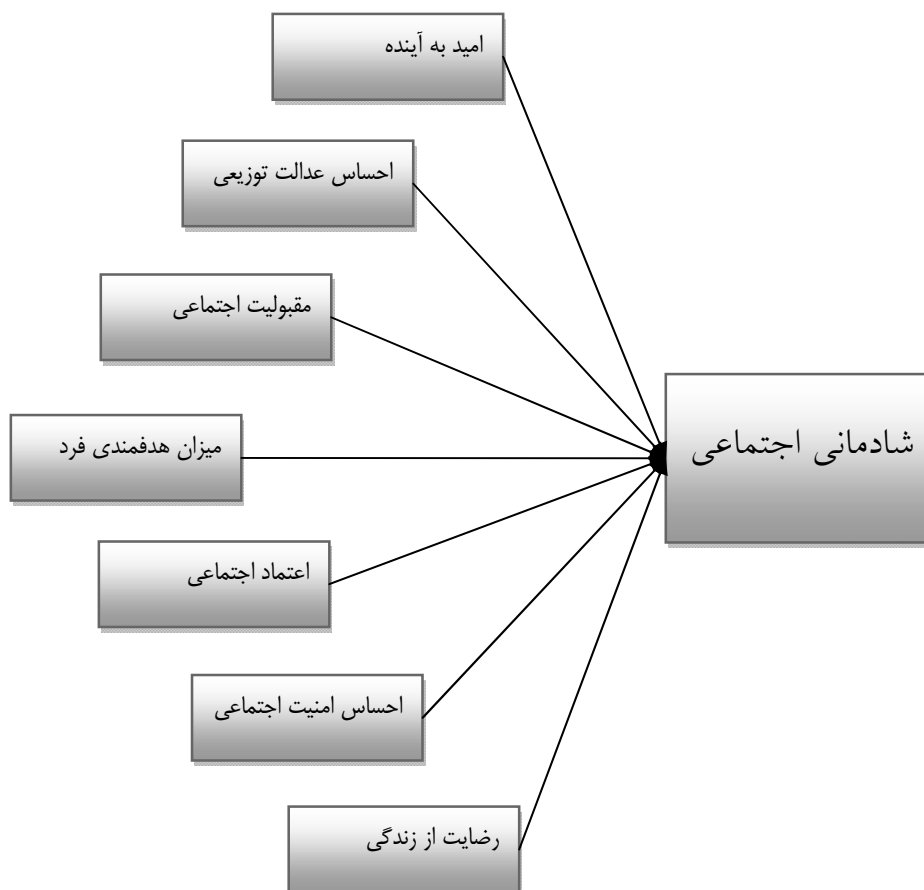 امید به آینده
احساس عدالت توزیعی
مقبولیت اجتماعی
میزان هدفمندی فرد
شادمانی اجتماعی
اعتماد اجتماعی
احساس امنیت اجتماعی
رضایت از زندگی